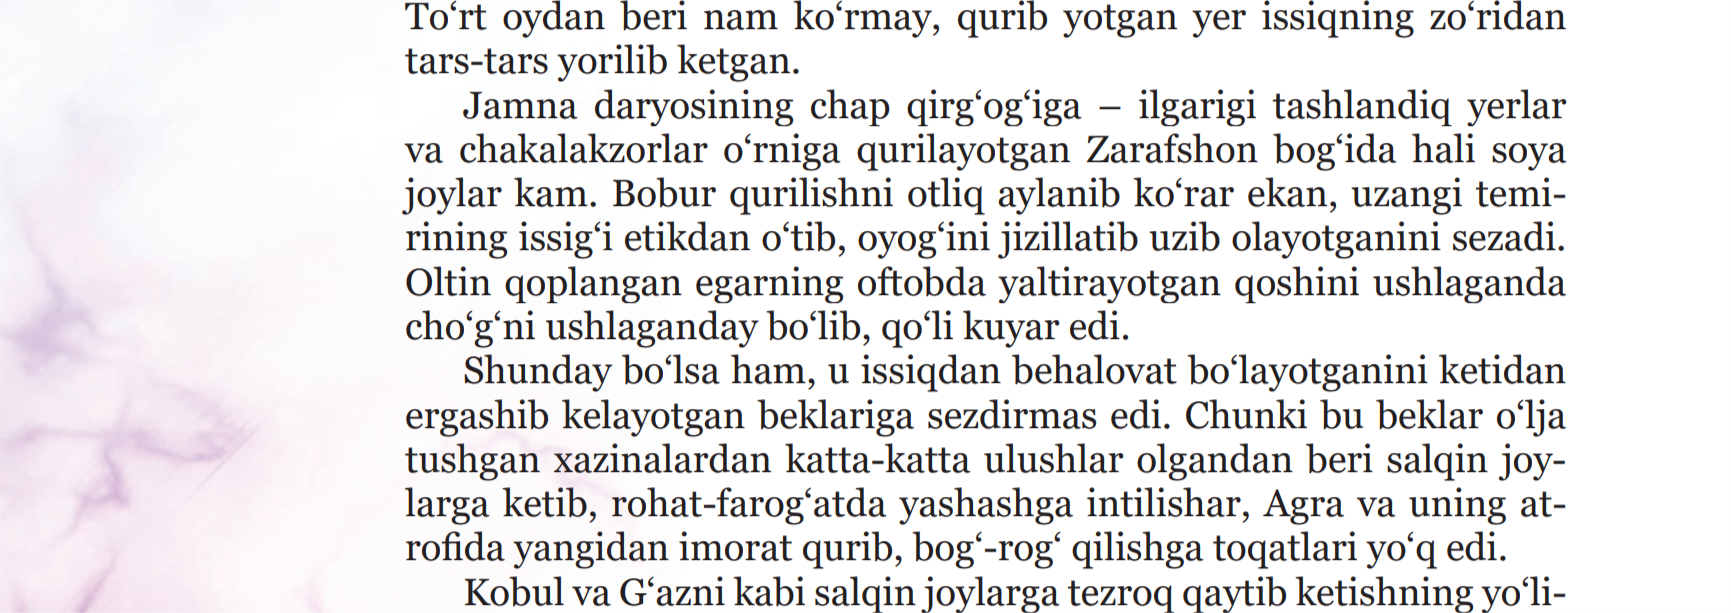 To‘rt oydan beri nam ko‘rmay, qurib yotgan yer issiqning zo‘ridan
tars-tars yorilib ketgan.
Jamna daryosining chap qirg‘og‘iga – ilgarigi tashlandiq yerlar
va chakalakzorlar o‘rniga qurilayotgan Zarafshon bog‘ida hali soya
joylar kam. Bobur qurilishni otliq aylanib ko‘rar ekan, uzangi temi-
rining issig‘i etikdan o‘tib, oyog‘ini jizillatib uzib olayotganini sezadi.
Oltin qoplangan egarning oftobda yaltirayotgan qoshini ushlaganda
cho‘g‘ni ushlaganday bo‘lib, qo‘li kuyar edi.
Shunday bo‘lsa ham, u issiqdan behalovat bo‘layotganini ketidan
ergashib kelayotgan beklariga sezdirmas edi. Chunki bu beklar o‘lja
tushgan xazinalardan katta-katta ulushlar olgandan beri salqin joy-
larga ketib, rohat-farog‘atda yashashga intilishar, Agra va uning at-
rofida yangidan imorat qurib, bog‘-rog‘ qilishga toqatlari yo‘q edi.
Kobul va G‘azni kabi salqin joylarga tezroq qaytib ketishning yo‘li-